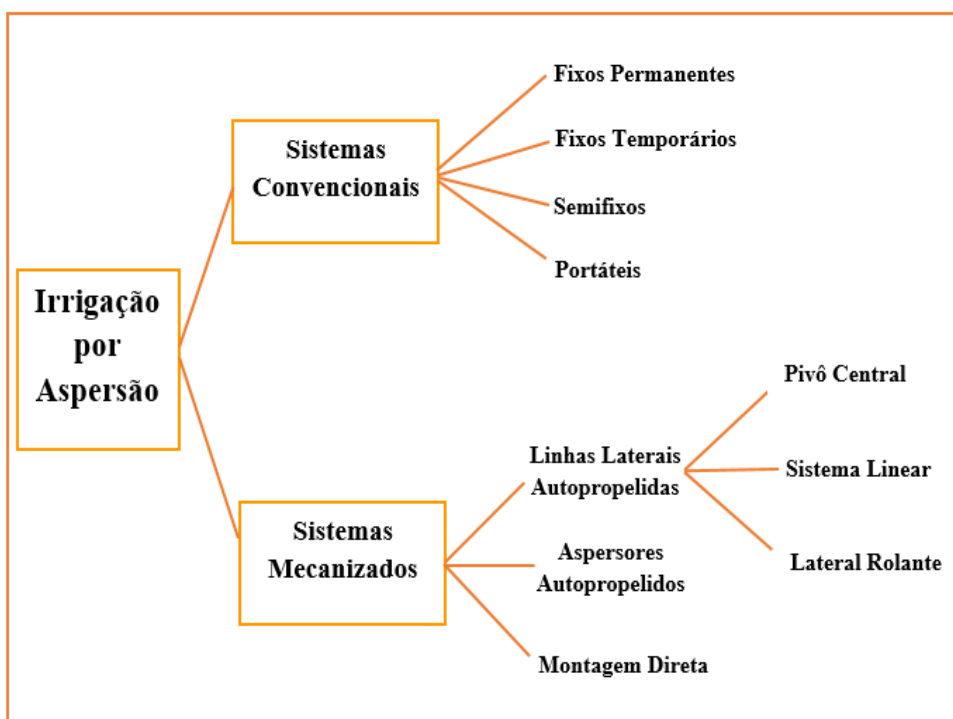 Irrigação
por
Aspersão
Sistemas
Convencionais
Fixos Permanentes
Fixos Temporários
Semifixos
Portáteis
Sistemas
Mecanizados
Linhas Laterais
Autopropelidas
Pivô Central
Sistema Linear
Lateral Rolante
Aspersores
Autopropelidos
Montagem Direta